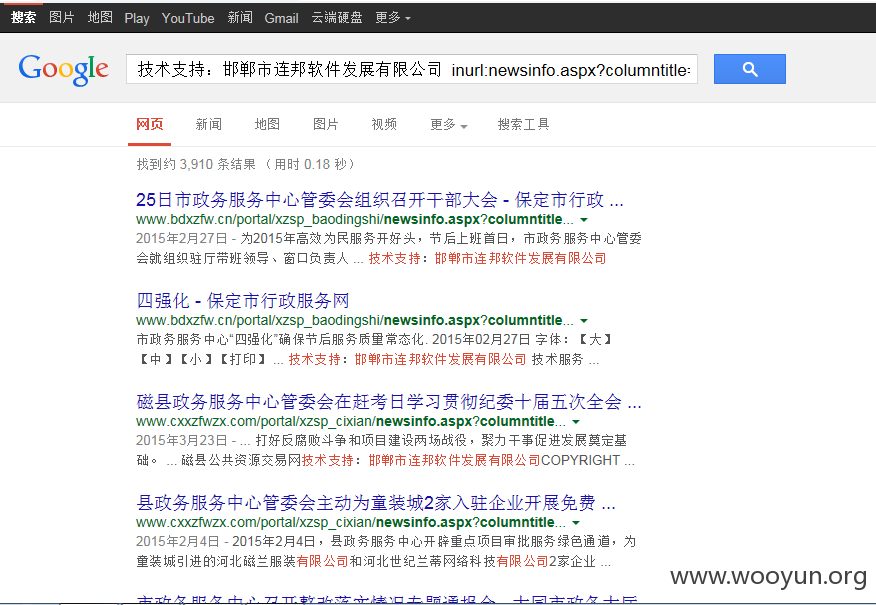 搜索 图片 地图 Play YouTube 新闻 Gmail 云端硬盘 更多
Google 技术支持：邯郸市连邦软件发展有限公司 inurl:newsinfo.aspx?columntitle=
网页 新闻 地图 图片 视频 更多 搜索工具
找到约 3,910 条结果 （用时 0.18 秒）
25日市政务服务中心管委会组织召开干部大会 - 保定市行政 ...
www.bdxzfw.cn/portal/xzsp_baodingshi/newsinfo.aspx?columntitle...
2015年2月27日 - 为2015年高效为民服务开好头，节后上班首日，市政务服务中心管委
会就组织驻厅带班领导、窗口负责人 ... 技术支持：邯郸市连邦软件发展有限公司
四强化 - 保定市行政服务网
www.bdxzfw.cn/portal/xzsp_baodingshi/newsinfo.aspx?columntitle...
市政务服务中心“四强化”确保节后服务质量常态化. 2015年02月27日 字体：【大】
【中】【小】【打印】 ... 技术支持：邯郸市连邦软件发展有限公司 技术服务 ...
磁县政务服务中心管委会在赶考日学习贯彻纪委十届五次全会 ...
www.cxxzfwzx.com/portal/xzsp_cixian/newsinfo.aspx?columntitle...
2015年3月23日 - ... 打好反腐败斗争和项目建设两场战役，聚力干事促进发展奠定基
础。 ... 磁县公共资源交易网技术支持：邯郸市连邦软件发展有限公司COPYRIGHT ...
县政务服务中心管委会主动为童装城2家入驻企业开展免费 ...
www.cxxzfwzx.com/portal/xzsp_cixian/newsinfo.aspx?columntitle...
2015年2月4日 - 2015年2月4日，县政务服务中心开辟重点项目审批服务绿色通道，为
童装城引进的河北磁兰服装有限公司和河北世纪兰蒂网络科技有限公司2家企业 ...
www.wooyun.org